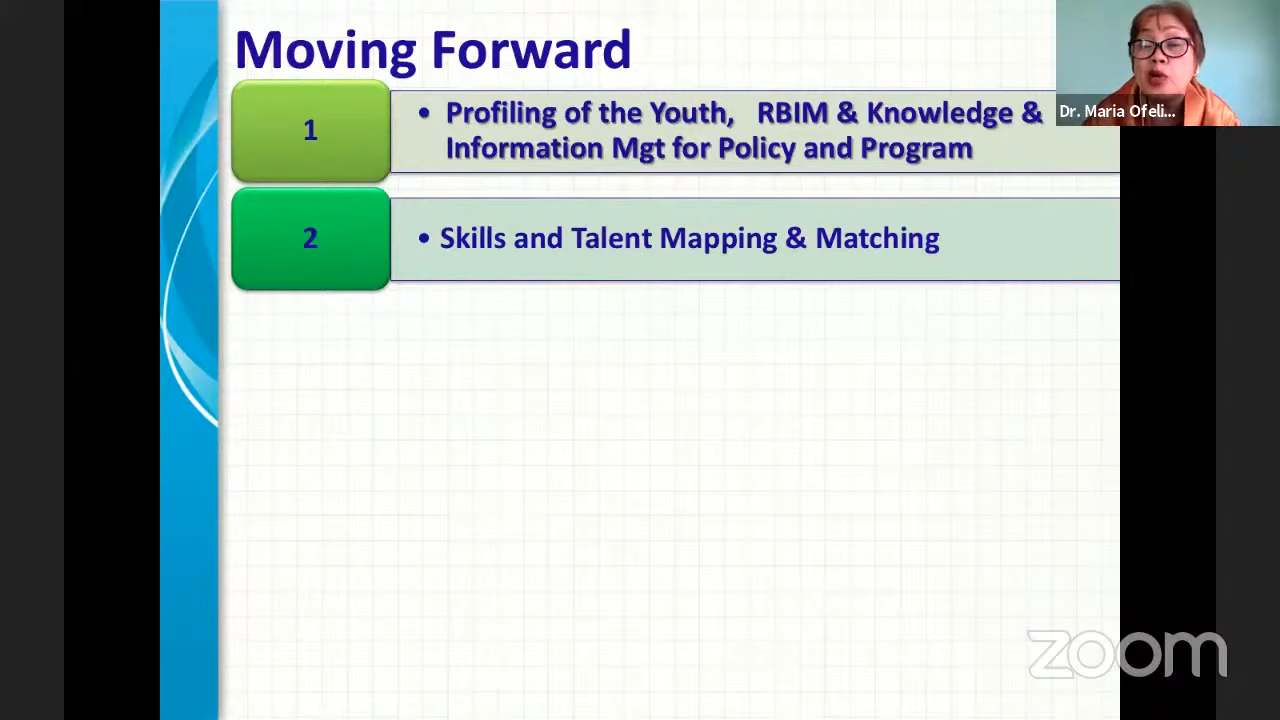 Moving Forward
Dr. Maria Ofeli...
1
• Profiling of the Youth, RBIM & Knowledge &
Information Mgt for Policy and Program
2
• Skills and Talent Mapping & Matching
zoom